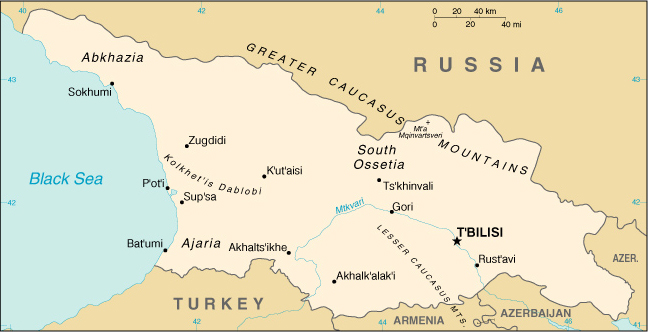 42
44
46
0 20 40 km
0 20 40 mi
Abkhazia
GREATER CAUCASUS
RUSSIA
43
43
Sokhumi
Mt'a
Mqinvartsveri
MOUNTAINS
Zugdidi
South
Ossetia
Kolkhet'is Dablobi
K'ut'aisi
Black Sea
P'ot'i
Ts'khinvali
Sup'sa
42
42
Mtkvari
Gori
T'BILISI
LESSER CAUCASUS MTS.
Bat'umi
Ajaria
Akhalts'ikhe
Rust'avi
AZER.
Akhalk'alak'i
TURKEY
AZERBAIJAN
ARMENIA
42
44
46